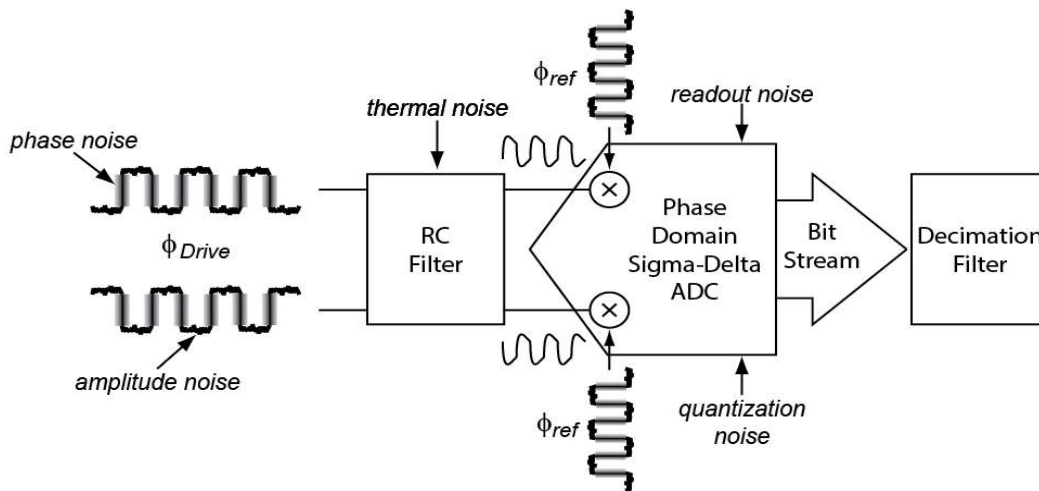 phase noise
ϕDrive
amplitude noise
thermal noise
RC
Filter
ϕref
ϕref
readout noise
Phase
Domain
Sigma-Delta
ADC
quantization
noise
Bit
Stream
Decimation
Filter